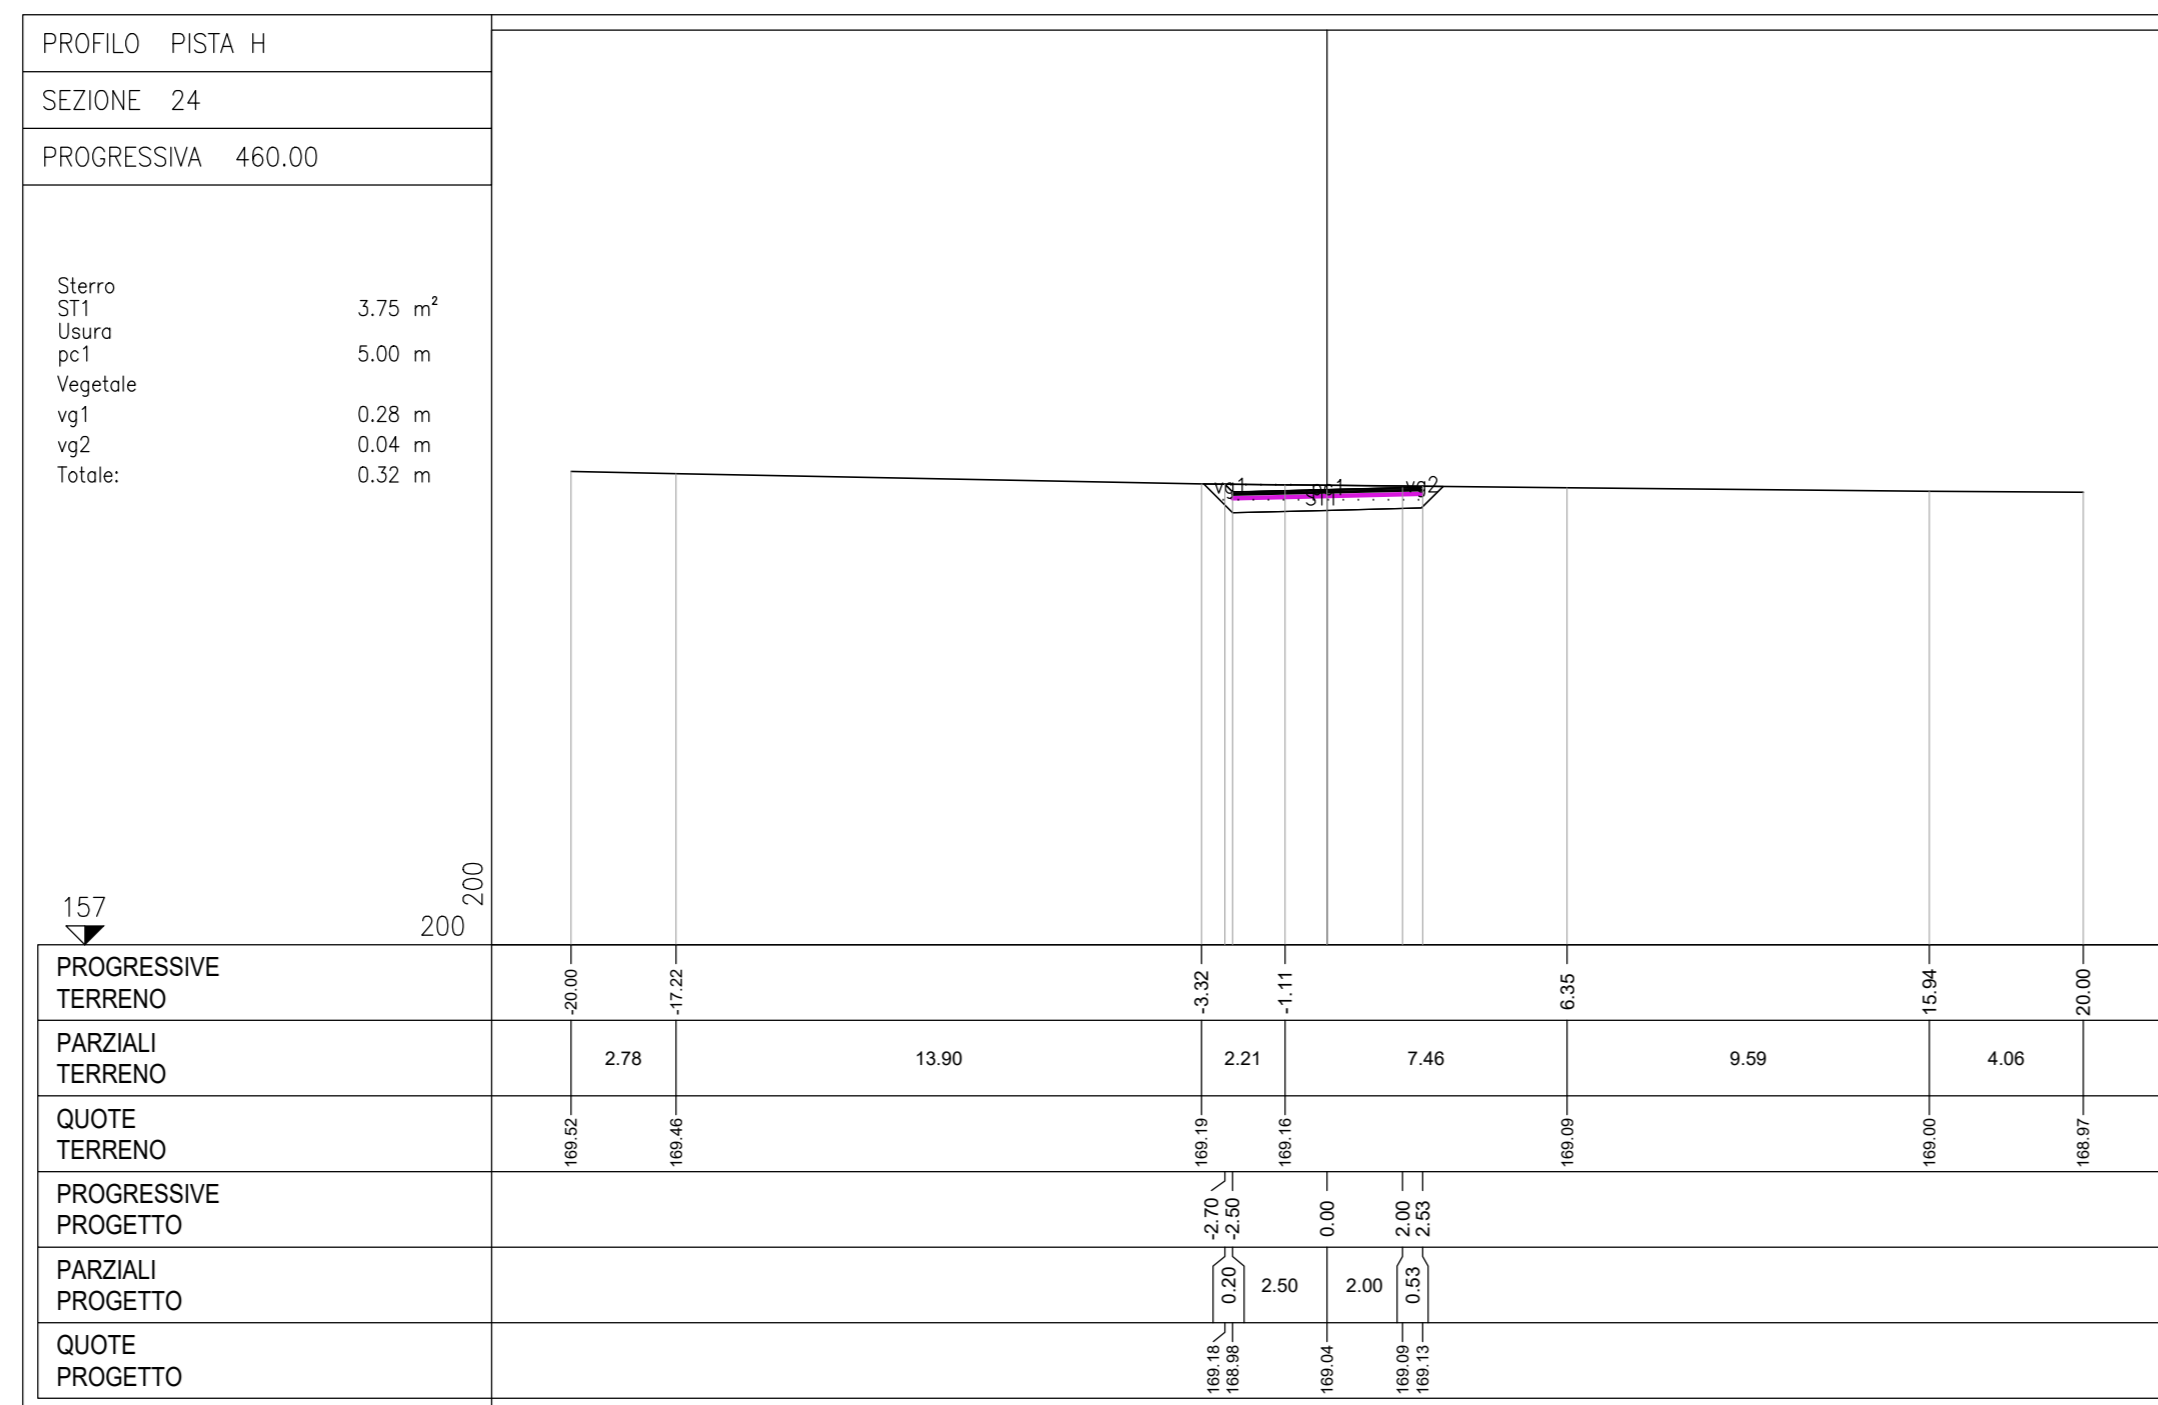 PROFILO PISTA H
SEZIONE 24
PROGRESSIVA 460.00
Sterro
ST1 3.75 m²
Usura
pc1 5.00 m
Vegetale
vg1 0.28 m
vg2 0.04 m
Totale: 0.32 m
vg1 pc1 vg2
ST1
157
200
200
PROGRESSIVE
TERRENO
-20.00 -17.22 -3.32 -1.11 6.35 15.94 20.00
PARZIALI
TERRENO
2.78 13.90 2.21 7.46 9.59 4.06
QUOTE
TERRENO
169.52 169.46 169.19 169.16 169.09 169.00 168.97
PROGRESSIVE
PROGETTO
-2.70 -2.50 0.00 2.00 2.53
PARZIALI
PROGETTO
0.20 2.50 2.00 0.53
QUOTE
PROGETTO
169.18 168.98 169.04 169.09 169.13